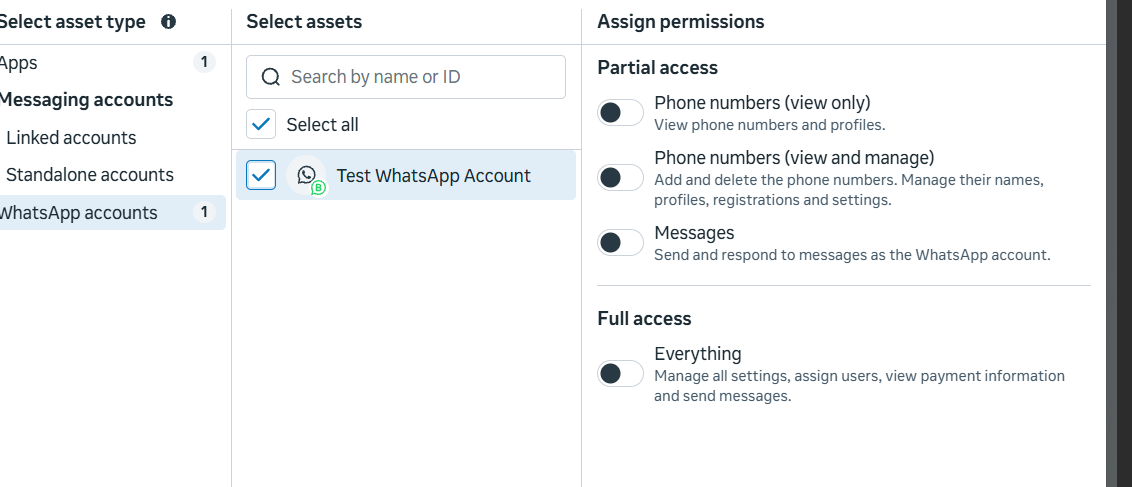 Select asset type
Select assets
Assign permissions
Apps 1
Messaging accounts
Linked accounts
Standalone accounts
WhatsApp accounts 1
Search by name or ID
Select all
Test WhatsApp Account
B
Partial access
Phone numbers (view only)
View phone numbers and profiles.
Phone numbers (view and manage)
Add and delete the phone numbers. Manage their names,
profiles, registrations and settings.
Messages
Send and respond to messages as the WhatsApp account.
Full access
Everything
Manage all settings, assign users, view payment information
and send messages.